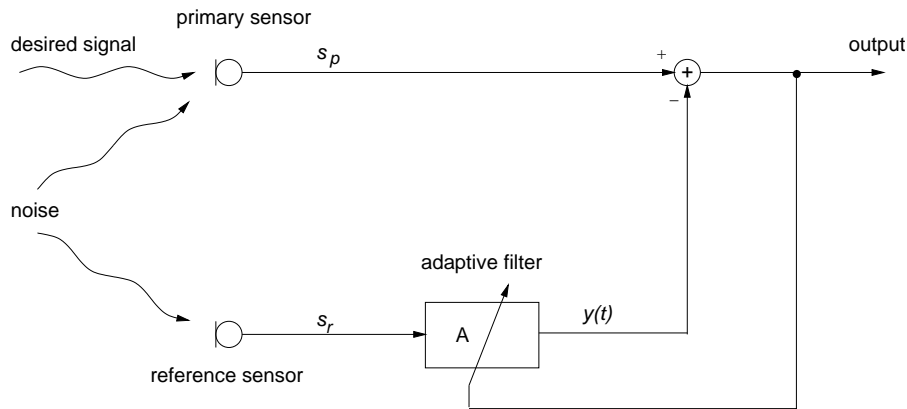 primary sensor
desired signal
s_p
+
+
−
output
noise
adaptive filter
s_r
A
y(t)
reference sensor